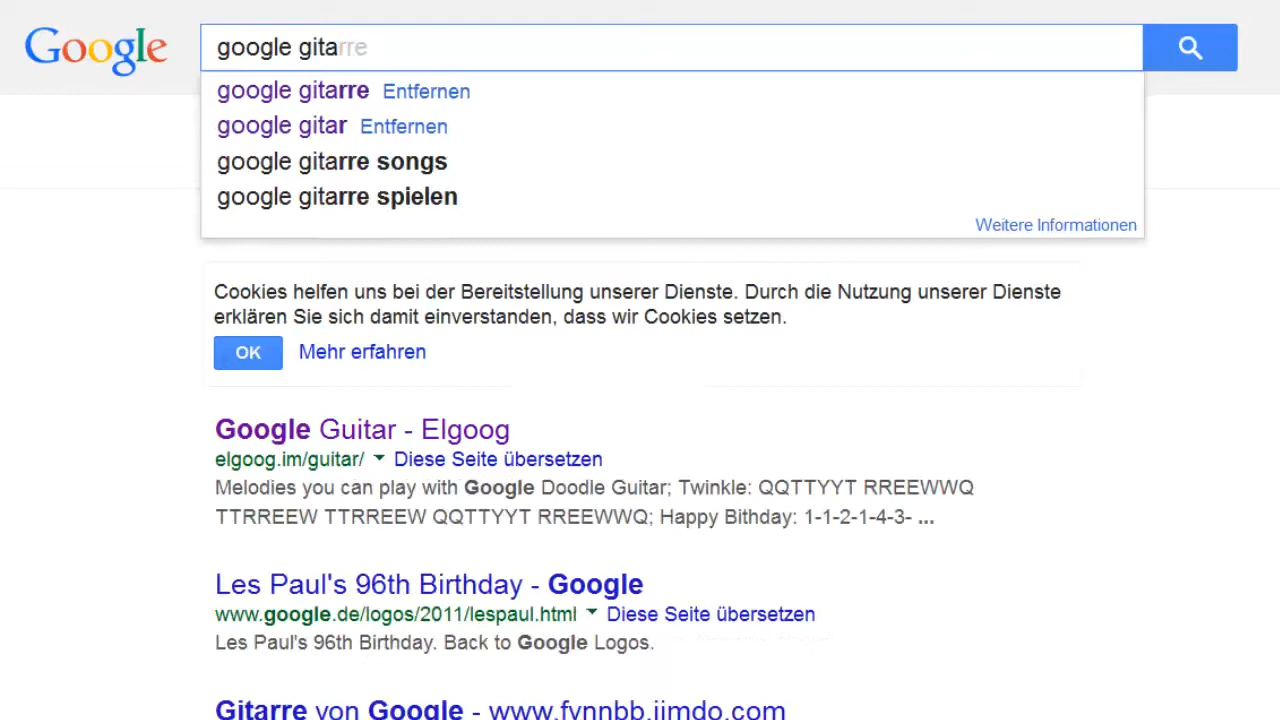 Google
google gitarre
google gitarre Entfernen
google gitar Entfernen
google gitarre songs
google gitarre spielen
Weitere Informationen
Cookies helfen uns bei der Bereitstellung unserer Dienste. Durch die Nutzung unserer Dienste
erklären Sie sich damit einverstanden, dass wir Cookies setzen.
OK Mehr erfahren
Google Guitar - Elgoog
elgoog.im/guitar/ Diese Seite übersetzen
Melodies you can play with Google Doodle Guitar; Twinkle: QQTTYYT RREEWWQ
TTRREEW TTRREEW QQTTYYT RREEWWQ; Happy Bithday: 1-1-2-1-4-3- ...
Les Paul's 96th Birthday - Google
www.google.de/logos/2011/lespaul.html Diese Seite übersetzen
Les Paul's 96th Birthday. Back to Google Logos.
Gitarre von Google - www.fynnbb.jimdo.com